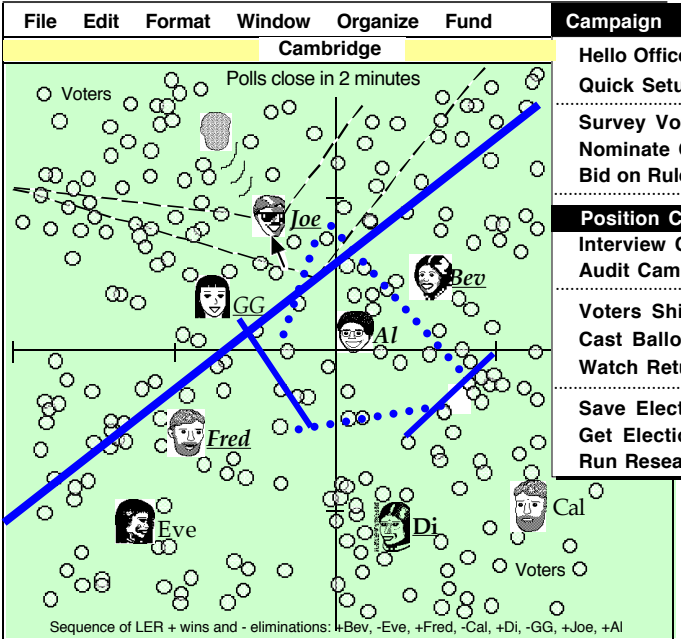 File Edit Format Window Organize Fund Campaign
Cambridge
Hello Offic
Polls close in 2 minutes
Quick Setu
Voters
Survey Vo
Nominate
Bid on Rul
Joe
Position C
Interview
Audit Cam
Bev
GG
Voters Shi
Al
Cast Ballo
Watch Ret
Save Elect
Get Electi
Fred
Run Resea
Cal
Eve
Di
Voters
Sequence of LER + wins and - eliminations: +Bev, -Eve, +Fred, -Cal, +Di, -GG, +Joe, +Al